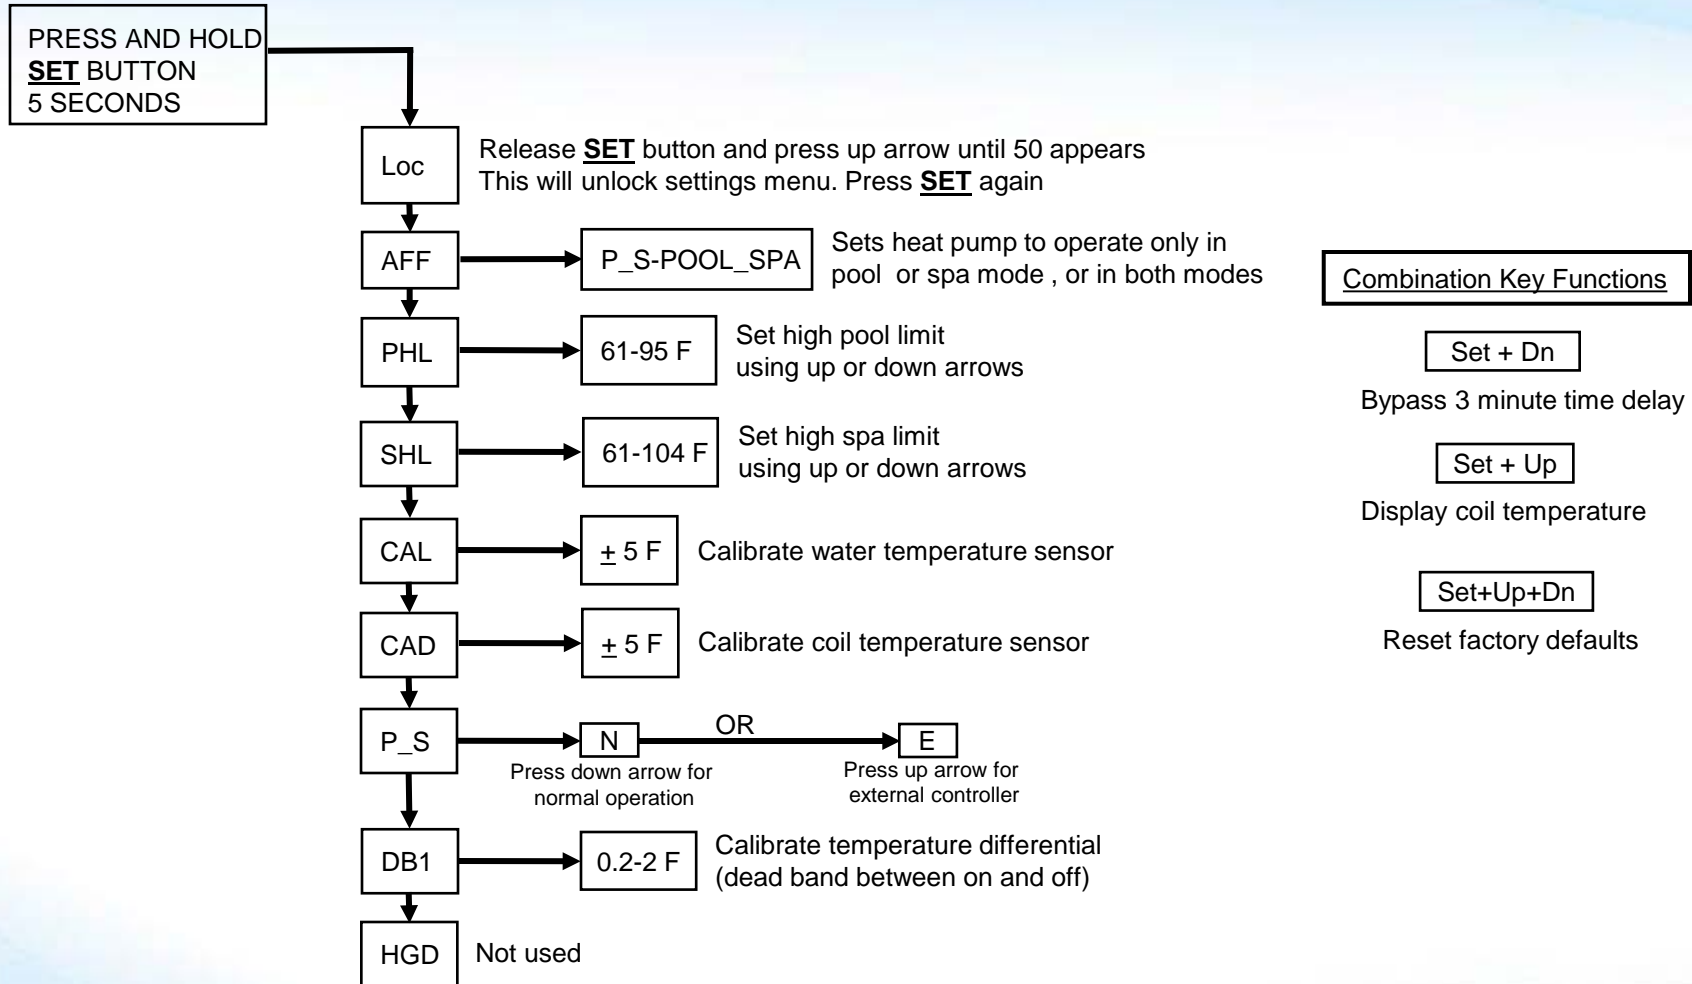 PRESS AND HOLD
SET BUTTON
5 SECONDS
Loc
Release SET button and press up arrow until 50 appears
This will unlock settings menu. Press SET again
AFF
P_S-POOL_SPA
Sets heat pump to operate only in
pool or spa mode , or in both modes
PHL
61-95 F
Set high pool limit
using up or down arrows
SHL
61-104 F
Set high spa limit
using up or down arrows
CAL
± 5 F
Calibrate water temperature sensor
CAD
± 5 F
Calibrate coil temperature sensor
P_S
N
OR
E
Press down arrow for
normal operation
Press up arrow for
external controller
DB1
0.2-2 F
Calibrate temperature differential
(dead band between on and off)
HGD
Not used
Combination Key Functions
Set + Dn
Bypass 3 minute time delay
Set + Up
Display coil temperature
Set+Up+Dn
Reset factory defaults